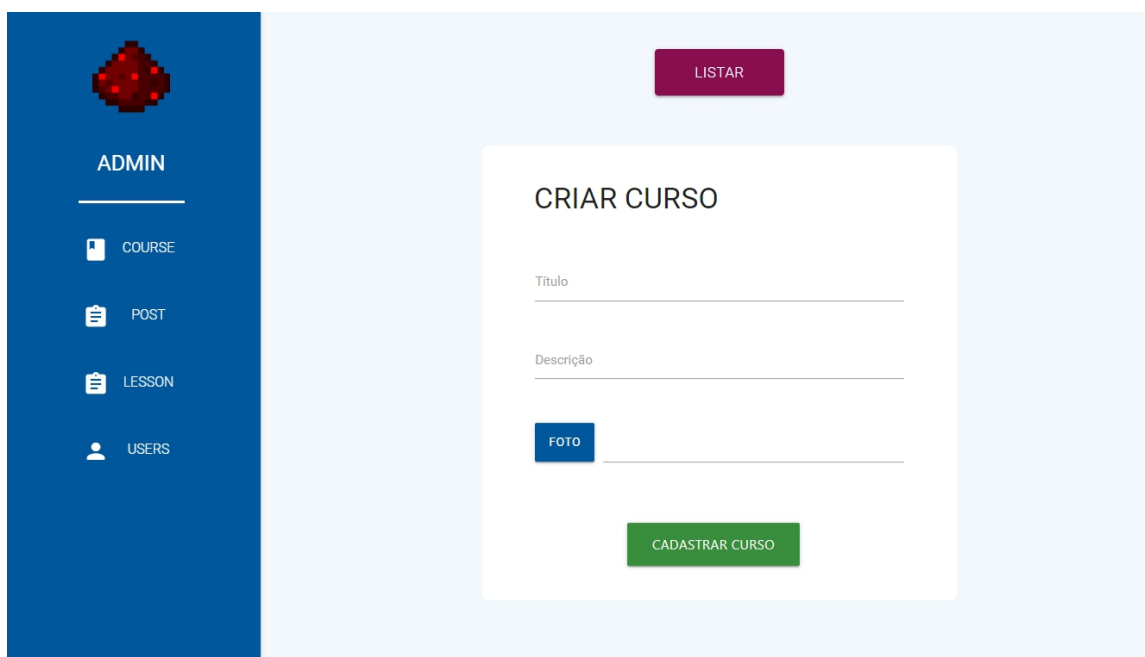 ADMIN
COURSE
POST
LESSON
USERS
LISTAR
CRIAR CURSO
Título
Descrição
FOTO
CADASTRAR CURSO